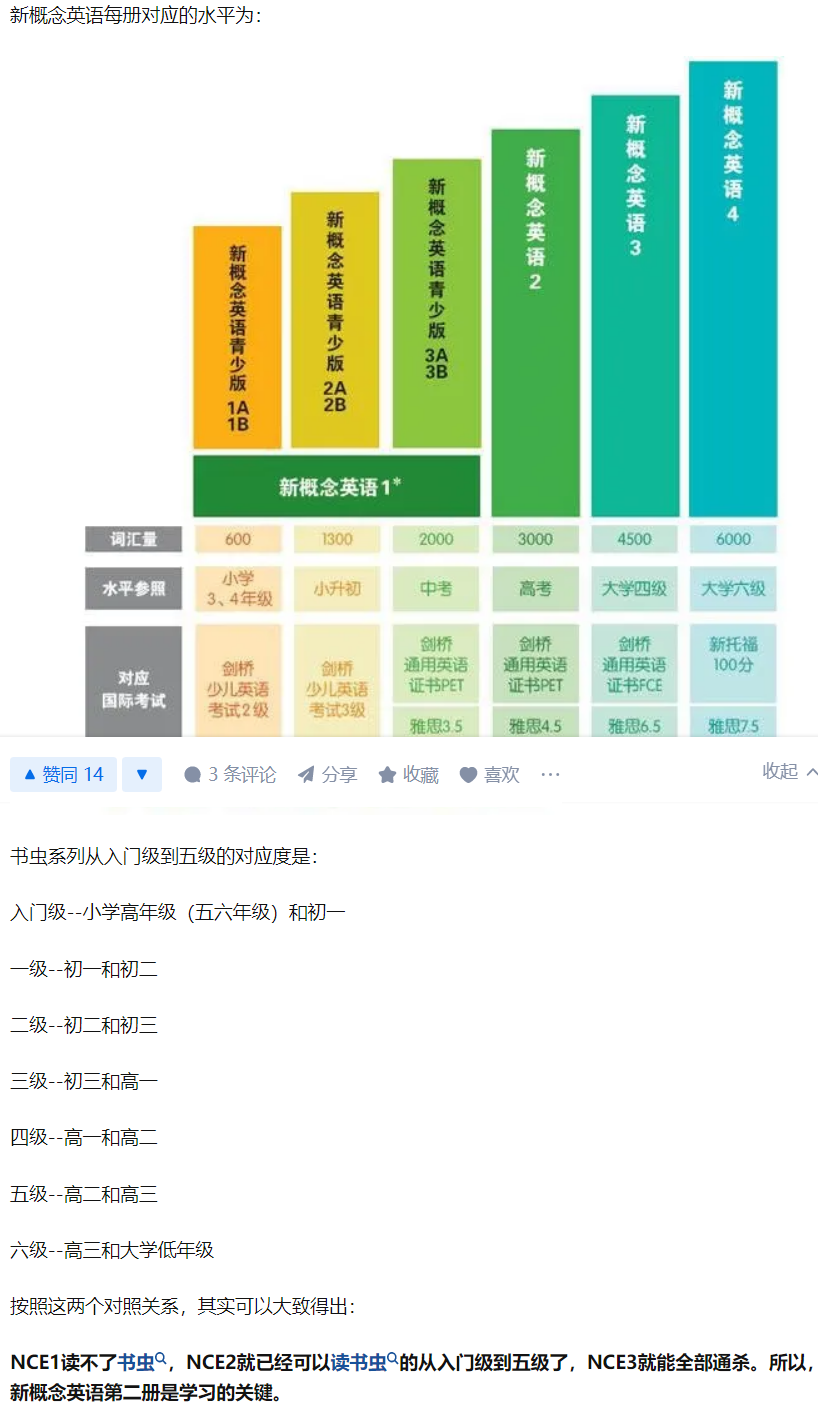 新概念英语每册对应的水平为：
新概念英语青少版 1A 1B
新概念英语青少版 2A 2B
新概念英语青少版 3A 3B
新概念英语2
新概念英语3
新概念英语4
新概念英语1*
词汇量 600 1300 2000 3000 4500 6000
水平参照 小学3、4年级 小升初 中考 高考 大学四级 大学六级
对应国际考试 剑桥少儿英语考试2级 剑桥少儿英语考试3级 剑桥通用英语证书PET 剑桥通用英语证书PET 剑桥通用英语证书FCE 新托福100分
雅思3.5 雅思4.5 雅思6.5 雅思7.5
赞同 14 3 条评论 分享 收藏 喜欢 ··· 收起
书虫系列从入门级到五级的对应度是：
入门级--小学高年级（五六年级）和初一
一级--初一和初二
二级--初二和初三
三级--初三和高一
四级--高一和高二
五级--高二和高三
六级--高三和大学低年级
按照这两个对照关系，其实可以大致得出：
NCE1读不了书虫，NCE2就已经可以读书虫的从入门级到五级了，NCE3就能全部通杀。所以，
新概念英语第二册是学习的关键。